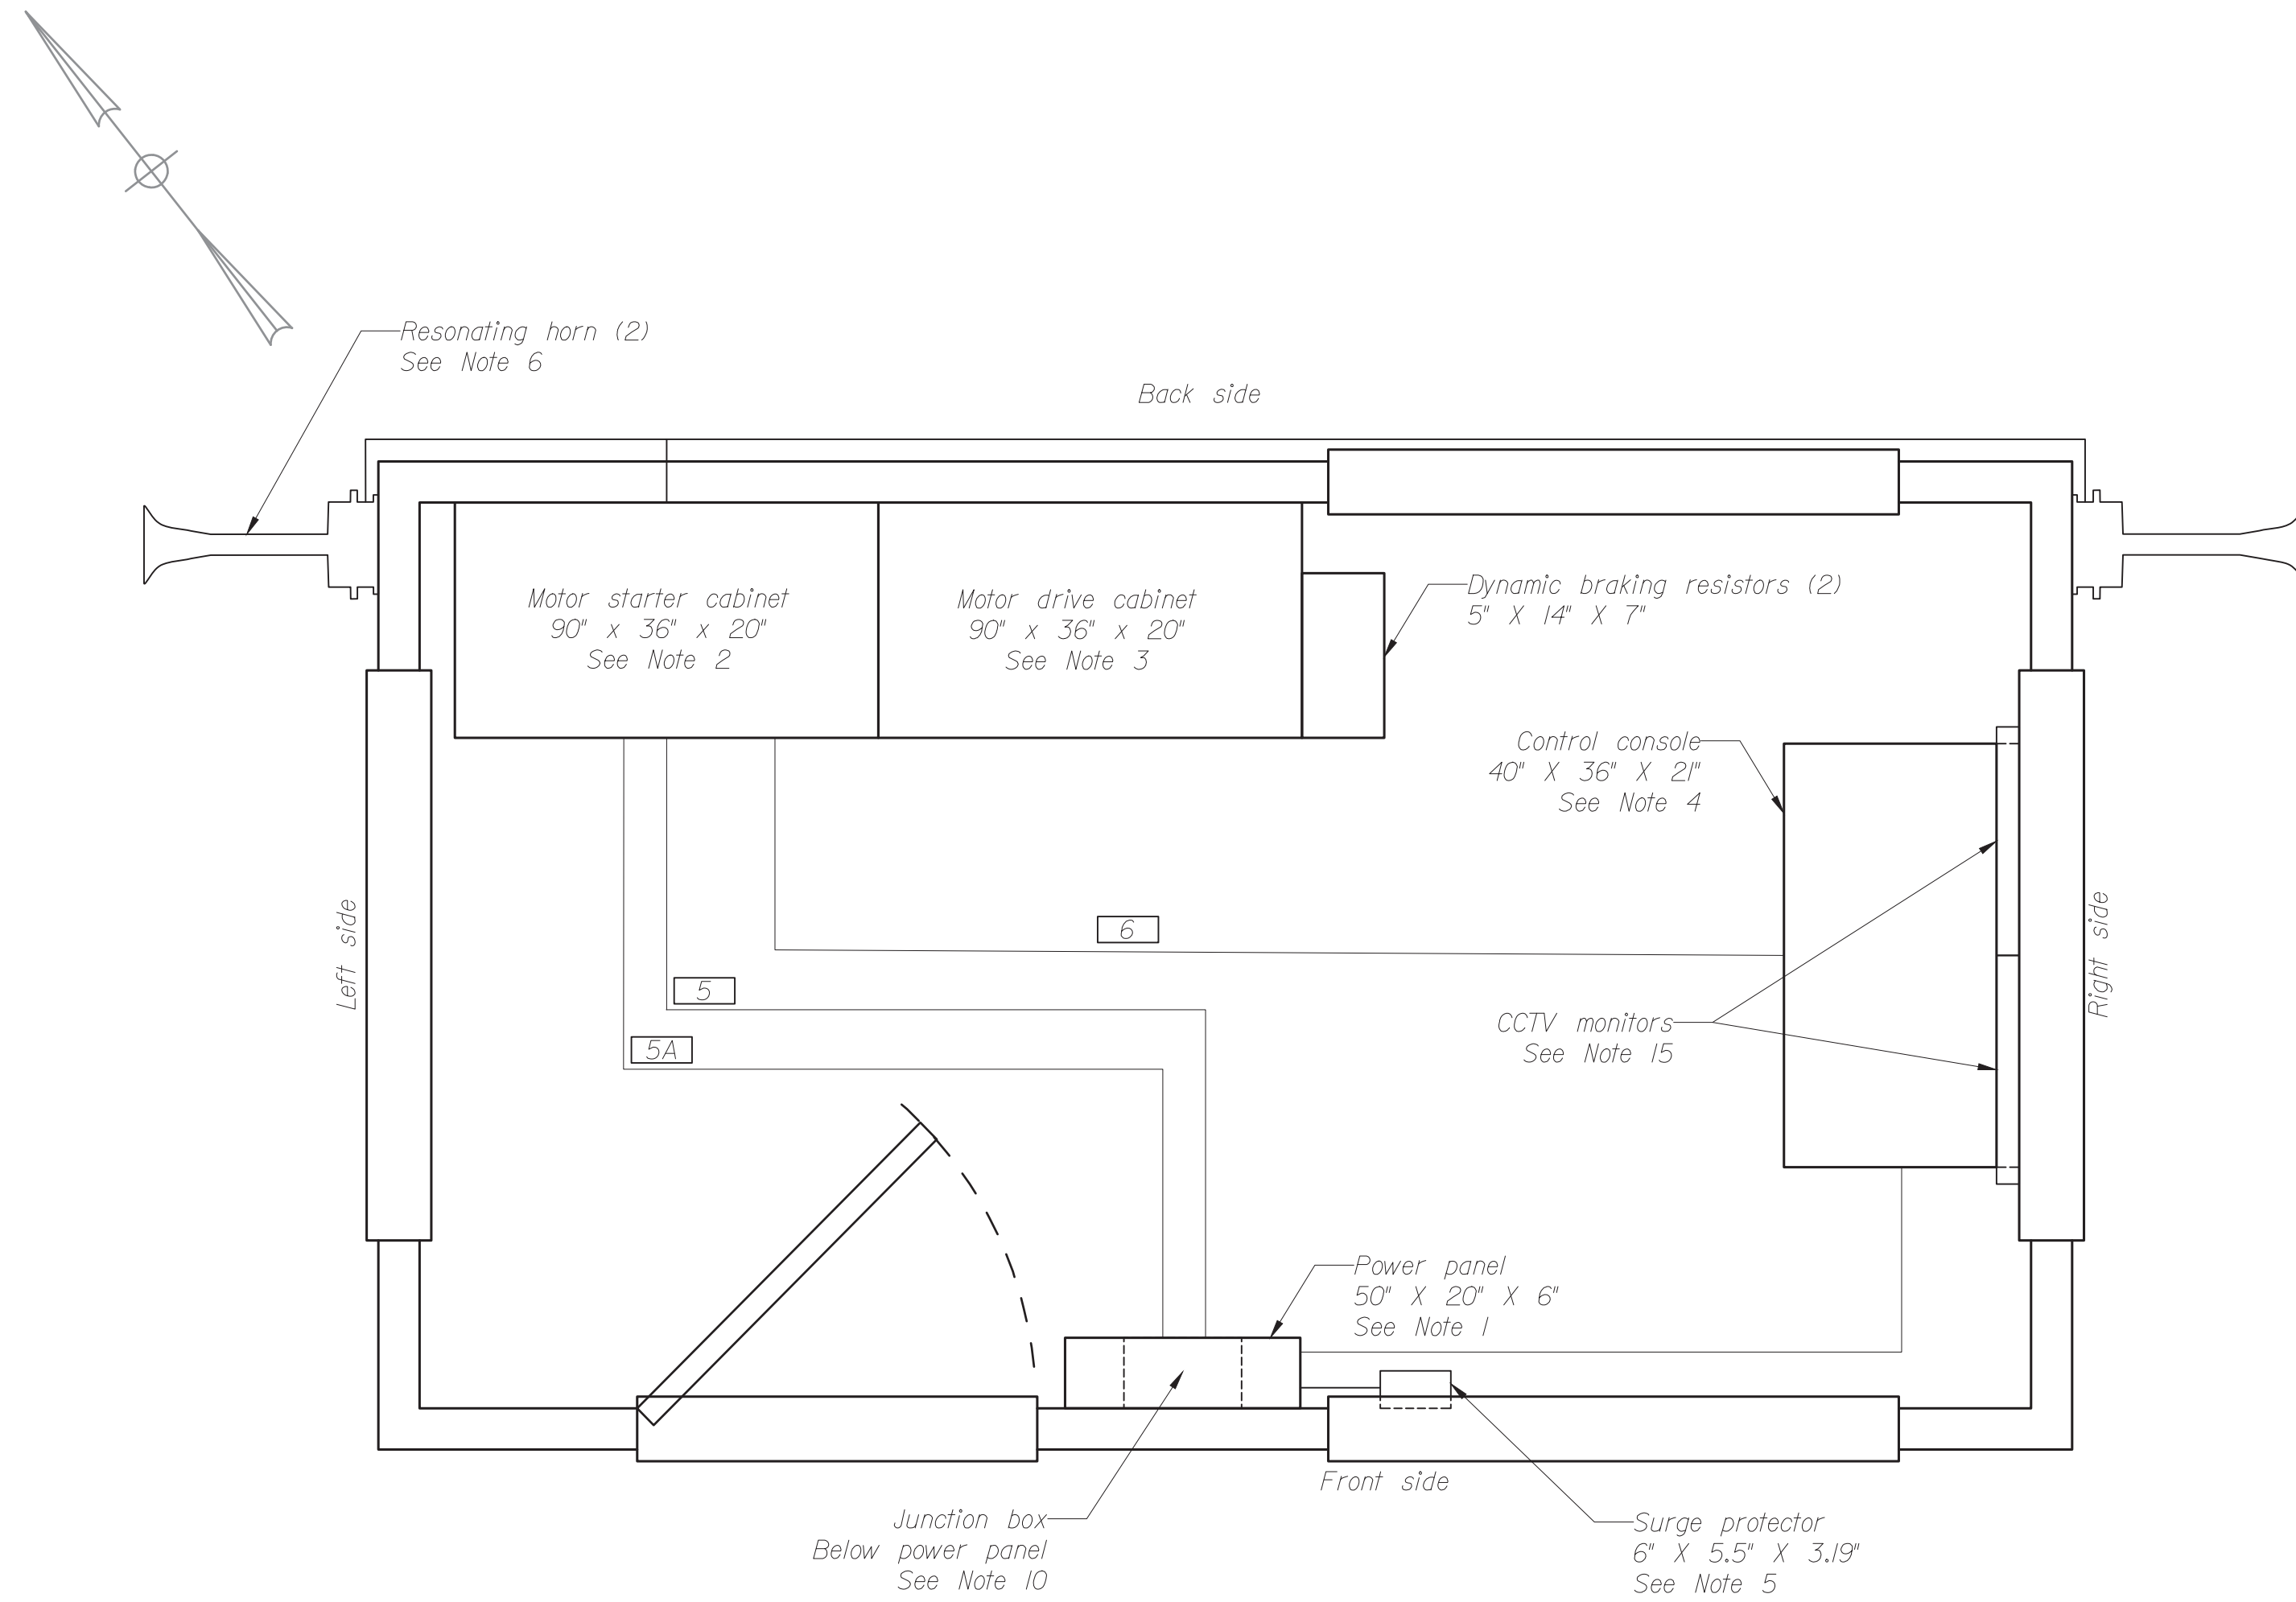 Resonating horn (2)
See Note 6
Back side
Motor starter cabinet
90" x 36" x 20"
See Note 2
Motor drive cabinet
90" x 36" x 20"
See Note 3
Dynamic braking resistors (2)
5" X 14" X 7"
Control console
40" X 36" X 21"
See Note 4
Left side
Right side
6
5
5A
CCTV monitors
See Note 15
Power panel
50" X 20" X 6"
See Note 1
Front side
Junction box
Below power panel
See Note 10
Surge protector
6" X 5.5" X 3.19"
See Note 5